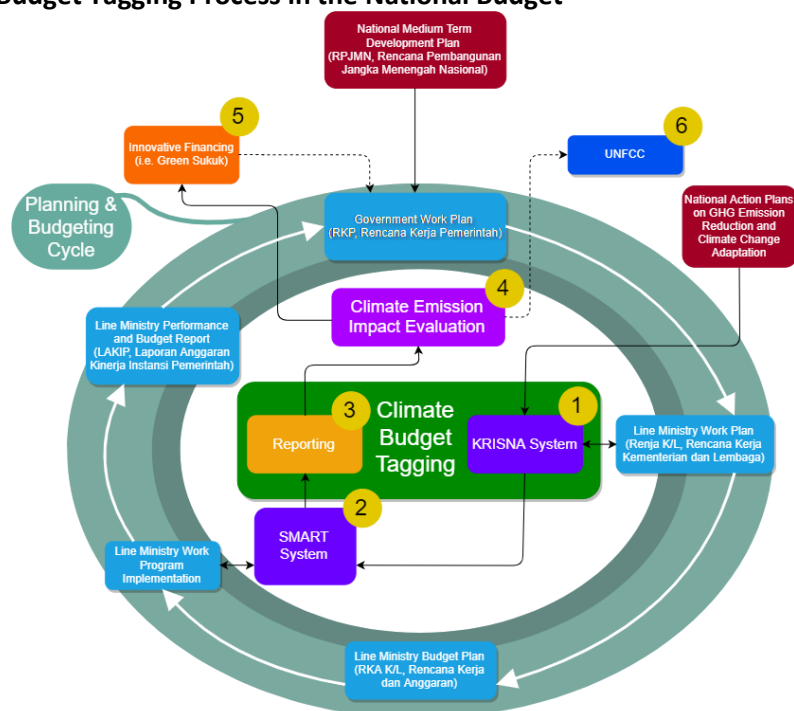 Budget Tagging Process in the National Budget
National Medium Term
Development Plan
(RPJMN, Rencana Pembangunan
Jangka Menengah Nasional)
5
Innovative Financing
(i.e. Green Sukuk)
6
UNFCC
Planning &
Budgeting
Cycle
Government Work Plan
(RKP, Rencana Kerja Pemerintah)
National Action Plans
on GHG Emission
Reduction and
Climate Change
Adaptation
4
Climate Emission
Impact Evaluation
Line Ministry Performance
and Budget Report
(LAKIP, Laporan Anggaran
Kinerja Instansi Pemerintah)
3
Reporting
Climate
Budget
Tagging
1
KRISNA System
Line Ministry Work Plan
(Renja K/L, Rencana Kerja
Kementerian dan Lembaga)
2
SMART
System
Line Ministry Work
Program
Implementation
Line Ministry Budget Plan
(RKA K/L, Rencana Kerja
dan Anggaran)